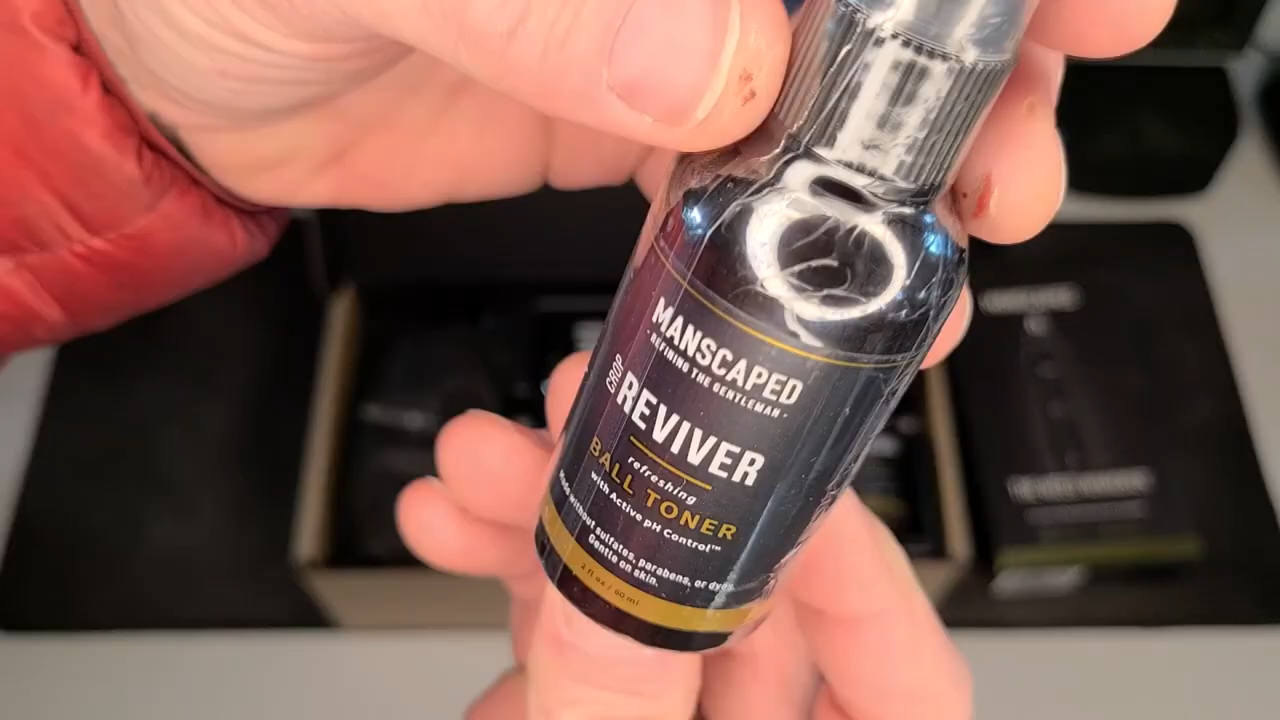 MANSCAPED
- REFINING THE GENTLEMAN -
CROP
REVIVER
refreshing
BALL TONER
with Active pH Control™
Made without sulfates, parabens, or dyes.
Gentle on skin.
2 fl oz / 60 ml